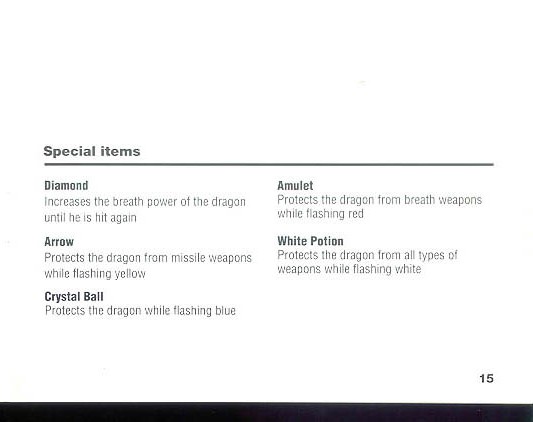 Special items
Diamond
Increases the breath power of the dragon
until he is hit again
Arrow
Protects the dragon from missile weapons
while flashing yellow
Crystal Ball
Protects the dragon while flashing blue
Amulet
Protects the dragon from breath weapons
while flashing red
White Potion
Protects the dragon from all types of
weapons while flashing white
15